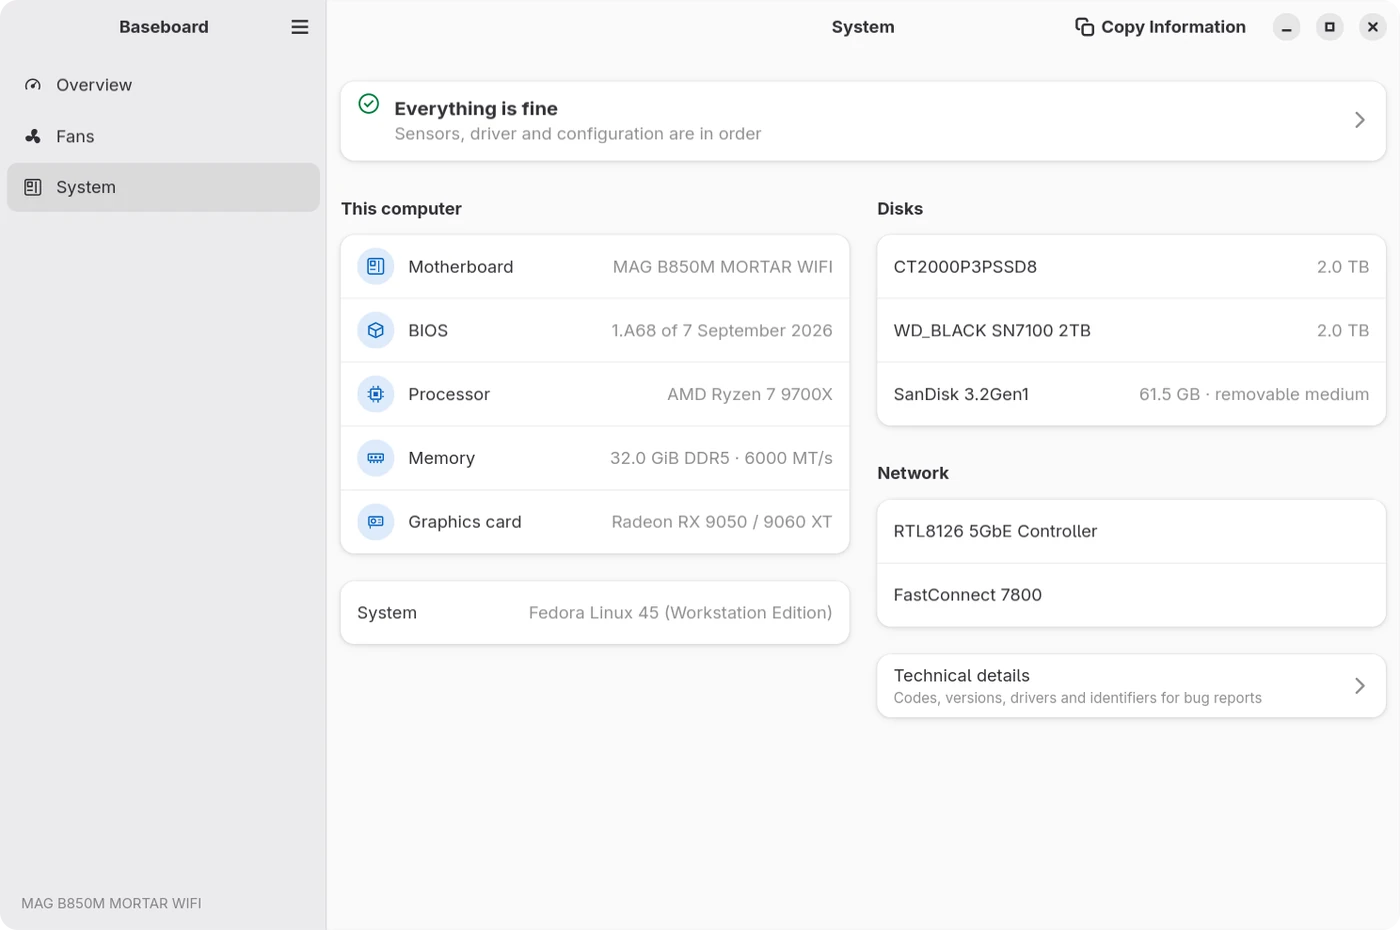 Baseboard
Overview
Fans
System
MAG B850M MORTAR WIFI
System
Copy Information
Everything is fine
Sensors, driver and configuration are in order
This computer
Motherboard MAG B850M MORTAR WIFI
BIOS 1.A68 of 7 September 2026
Processor AMD Ryzen 7 9700X
Memory 32.0 GiB DDR5 · 6000 MT/s
Graphics card Radeon RX 9050 / 9060 XT
System Fedora Linux 45 (Workstation Edition)
Disks
CT2000P3PSSD8 2.0 TB
WD_BLACK SN7100 2TB 2.0 TB
SanDisk 3.2Gen1 61.5 GB · removable medium
Network
RTL8126 5GbE Controller
FastConnect 7800
Technical details
Codes, versions, drivers and identifiers for bug reports